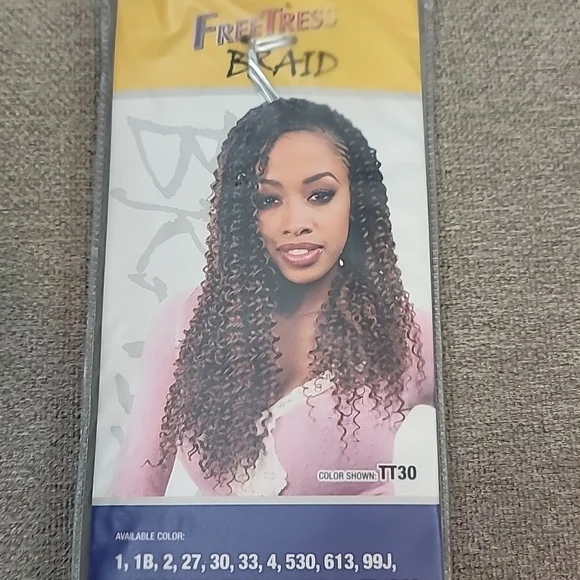 FREETRESS
BRAID
COLOR SHOWN: TT30
AVAILABLE COLOR:
1, 1B, 2, 27, 30, 33, 4, 530, 613, 99J,